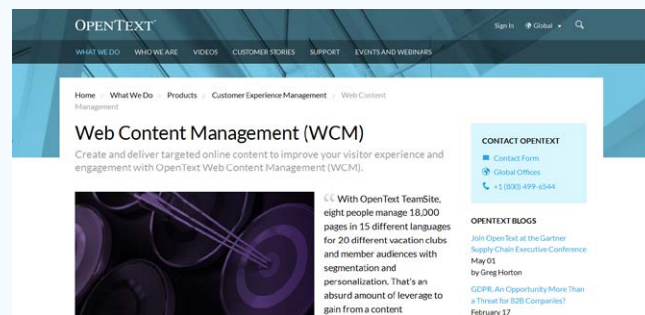 OPENTEXT™
Sign In Global
WHAT WE DO WHO WE ARE VIDEOS CUSTOMER STORIES SUPPORT EVENTS AND WEBINARS
Home / What We Do / Products / Customer Experience Management / Web Content
Management
Web Content Management (WCM)
Create and deliver targeted online content to improve your visitor experience and
engagement with OpenText Web Content Management (WCM).
“ With OpenText TeamSite,
eight people manage 18,000
pages in 15 different languages
for 20 different vacation clubs
and member audiences with
segmentation and
personalization. That's an
absurd amount of leverage to
gain from a content
CONTACT OPENTEXT
Contact Form
Global Offices
+1 (800) 499-6544
OPENTEXT BLOGS
Join OpenText at the Gartner
Supply Chain Executive Conference
May 01
by Greg Horton
GDPR: An Opportunity More Than
a Threat for B2B Companies?
February 17